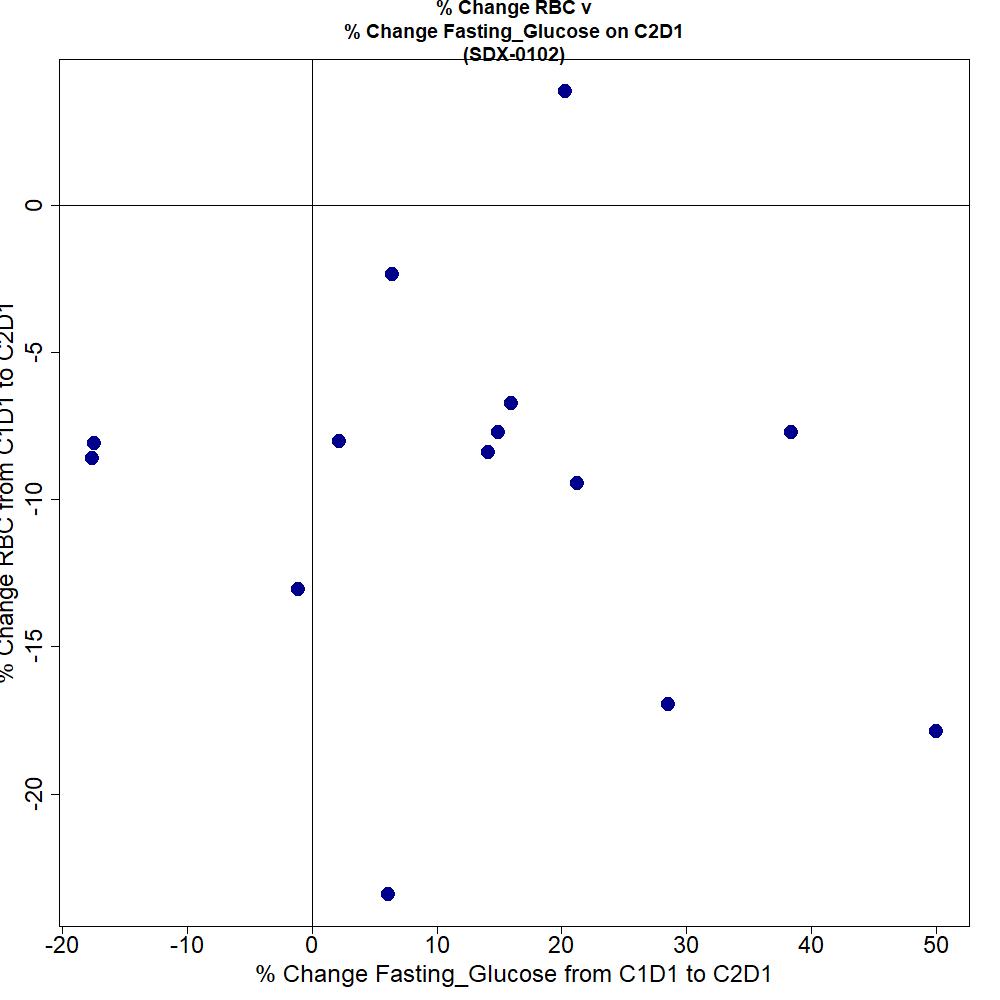 % Change RBC v
% Change Fasting_Glucose on C2D1
(SDX-0102)
% Change RBC from C1D1 to C2D1
0
-5
-10
-15
-20
-20
-10
0
10
20
30
40
50
% Change Fasting_Glucose from C1D1 to C2D1